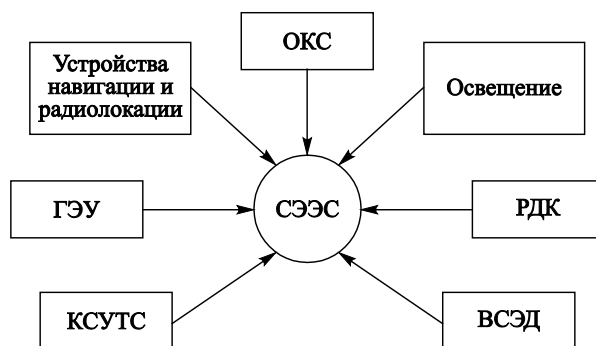 ОКС
Устройства
навигации и
радиолокации
Освещение
ГЭУ
СЭЭС
РДК
КСУТС
ВСЭД